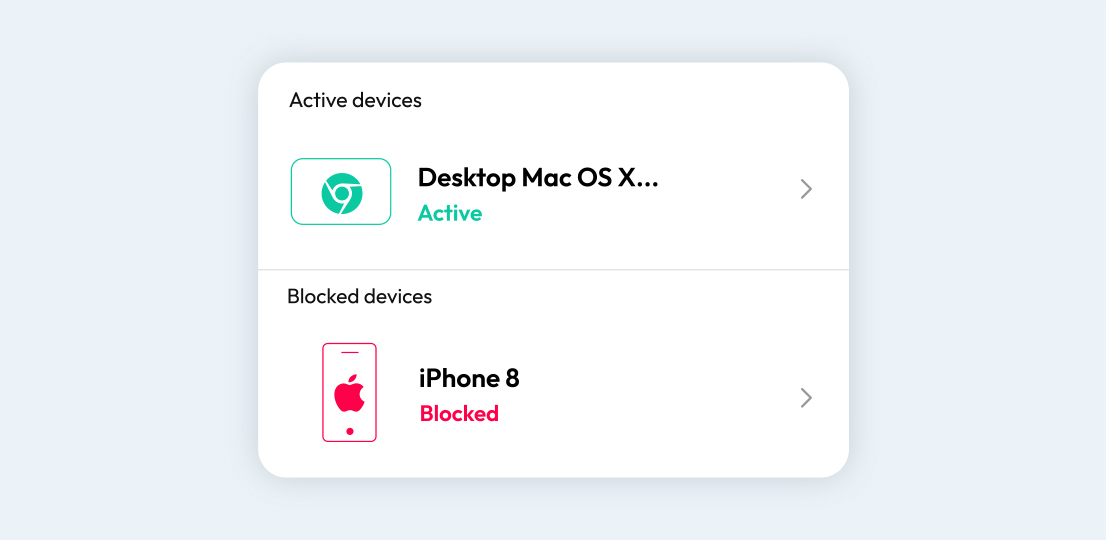 Active devices
Desktop Mac OS X...
Active
Blocked devices
iPhone 8
Blocked